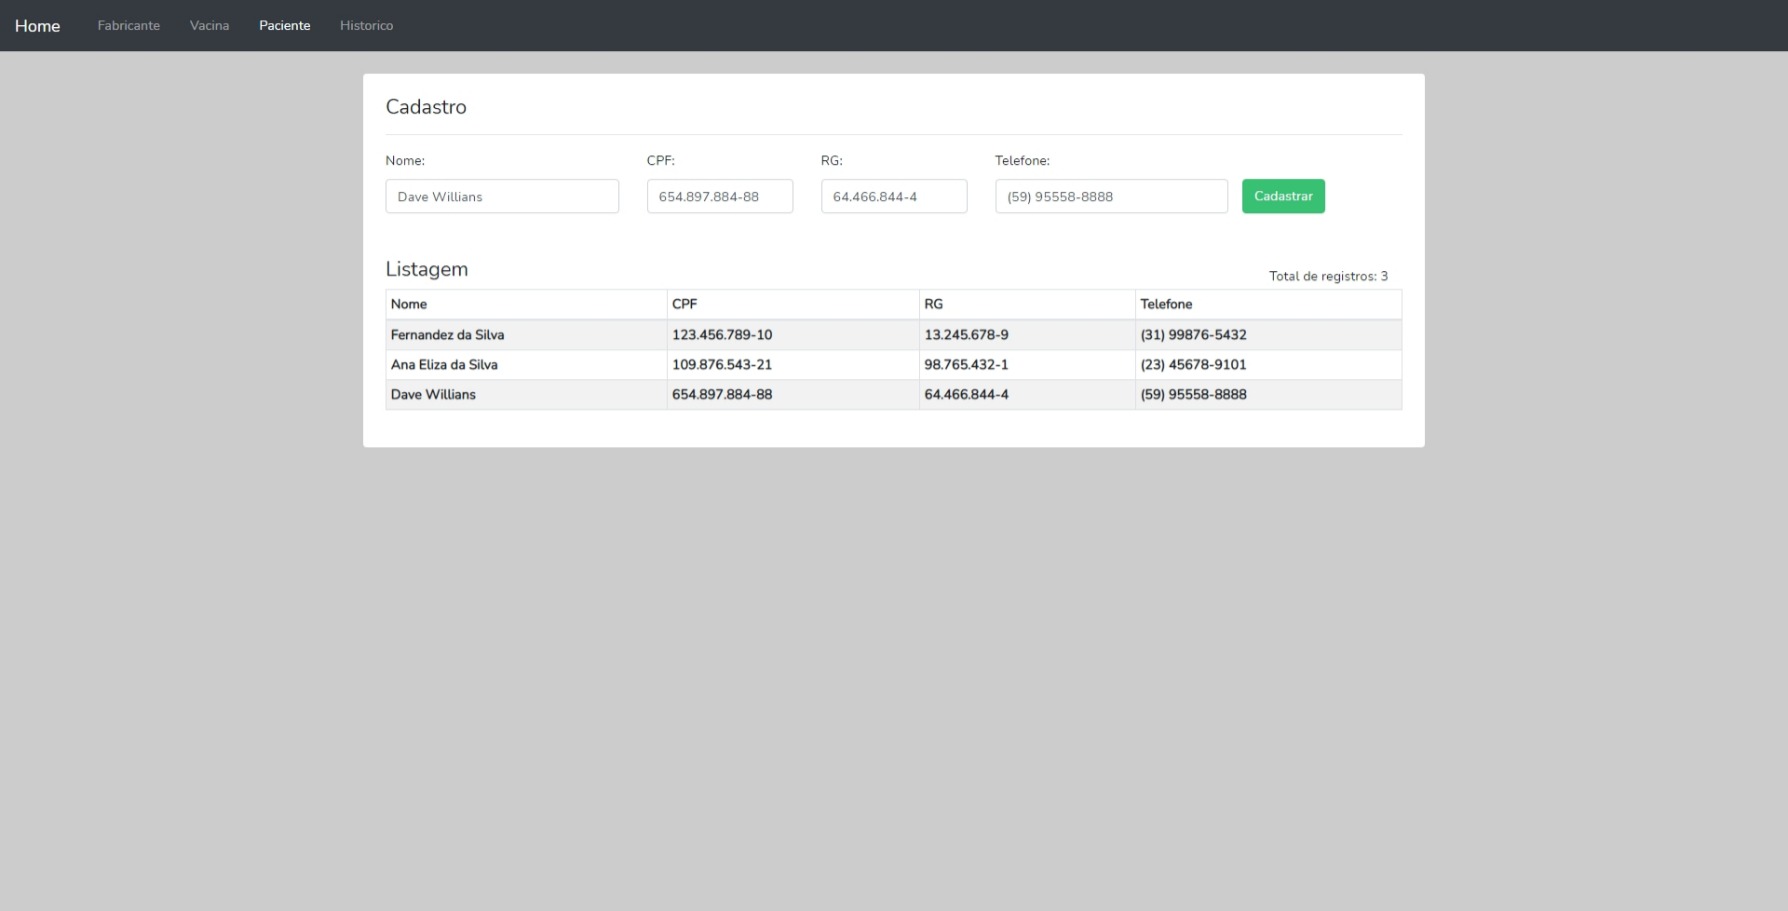 Home Fabricante Vacina Paciente Historico
Cadastro
Nome: CPF: RG: Telefone:
Dave Willians 654.897.884-88 64.466.844-4 (59) 95558-8888 Cadastrar
Listagem Total de registros: 3
Nome CPF RG Telefone
Fernandez da Silva 123.456.789-10 13.245.678-9 (31) 99876-5432
Ana Eliza da Silva 109.876.543-21 98.765.432-1 (23) 45678-9101
Dave Willians 654.897.884-88 64.466.844-4 (59) 95558-8888